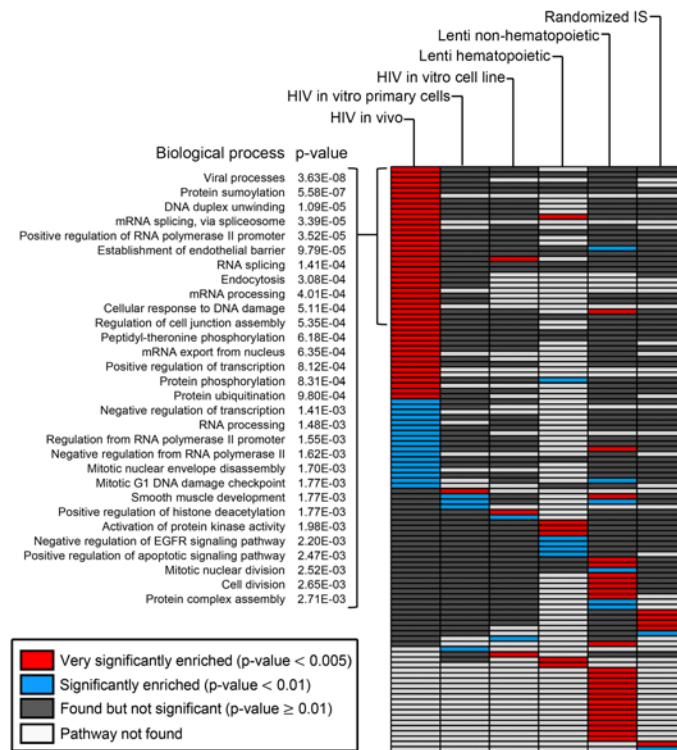 Randomized IS
Lenti non-hematopoietic
Lenti hematopoietic
HIV in vitro cell line
HIV in vitro primary cells
HIV in vivo
Biological process p-value
Viral processes 3.63E-08
Protein sumoylation 5.58E-07
DNA duplex unwinding 1.09E-05
mRNA splicing, via spliceosome 3.39E-05
Positive regulation of RNA polymerase II promoter 3.52E-05
Establishment of endothelial barrier 9.79E-05
RNA splicing 1.41E-04
Endocytosis 3.08E-04
mRNA processing 4.01E-04
Cellular response to DNA damage 5.11E-04
Regulation of cell junction assembly 5.35E-04
Peptidyl-theronine phosphorylation 6.18E-04
mRNA export from nucleus 6.35E-04
Positive regulation of transcription 8.12E-04
Protein phosphorylation 8.31E-04
Protein ubiquitination 9.80E-04
Negative regulation of transcription 1.41E-03
RNA processing 1.48E-03
Regulation from RNA polymerase II promoter 1.55E-03
Negative regulation from RNA polymerase II 1.62E-03
Mitotic nuclear envelope disassembly 1.70E-03
Mitotic G1 DNA damage checkpoint 1.77E-03
Smooth muscle development 1.77E-03
Positive regulation of histone deacetylation 1.77E-03
Activation of protein kinase activity 1.98E-03
Negative regulation of EGFR signaling pathway 2.20E-03
Positive regulation of apoptotic signaling pathway 2.47E-03
Mitotic nuclear division 2.52E-03
Cell division 2.65E-03
Protein complex assembly 2.71E-03
Very significantly enriched (p-value < 0.005)
Significantly enriched (p-value < 0.01)
Found but not significant (p-value ≥ 0.01)
Pathway not found